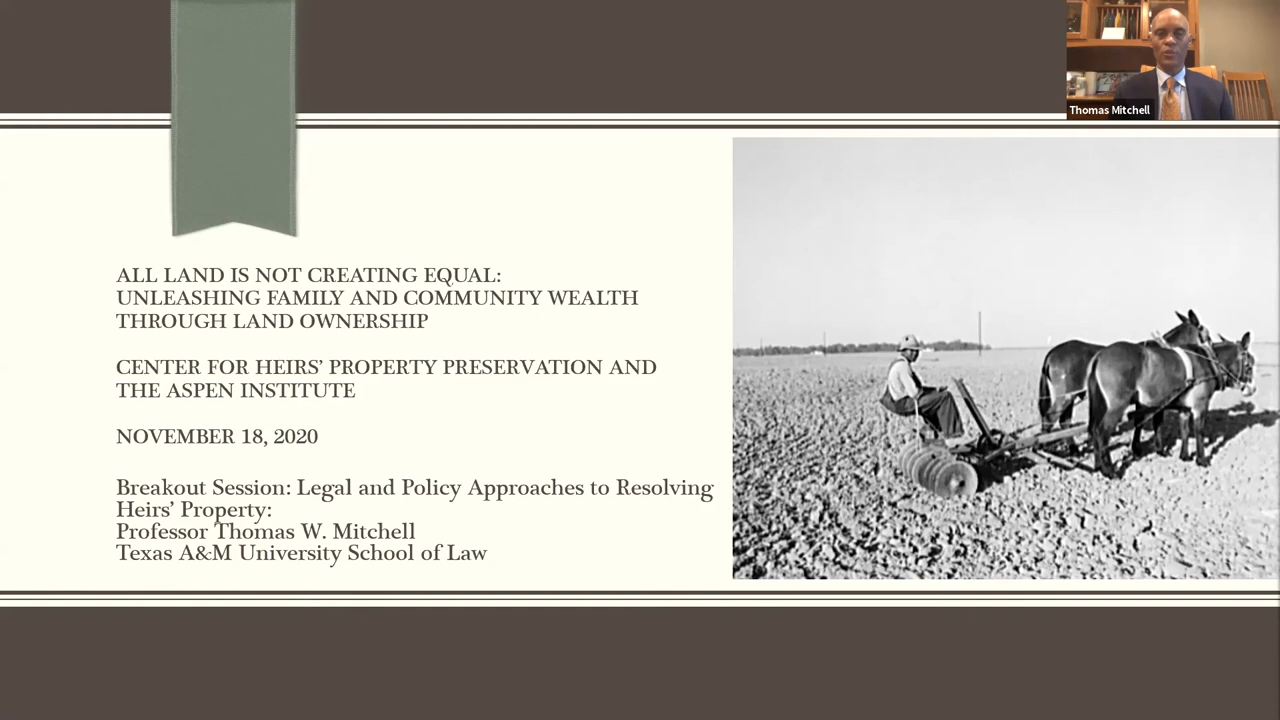 Thomas Mitchell
ALL LAND IS NOT CREATING EQUAL:
UNLEASHING FAMILY AND COMMUNITY WEALTH
THROUGH LAND OWNERSHIP
CENTER FOR HEIRS’ PROPERTY PRESERVATION AND
THE ASPEN INSTITUTE
NOVEMBER 18, 2020
Breakout Session: Legal and Policy Approaches to Resolving
Heirs’ Property:
Professor Thomas W. Mitchell
Texas A&M University School of Law